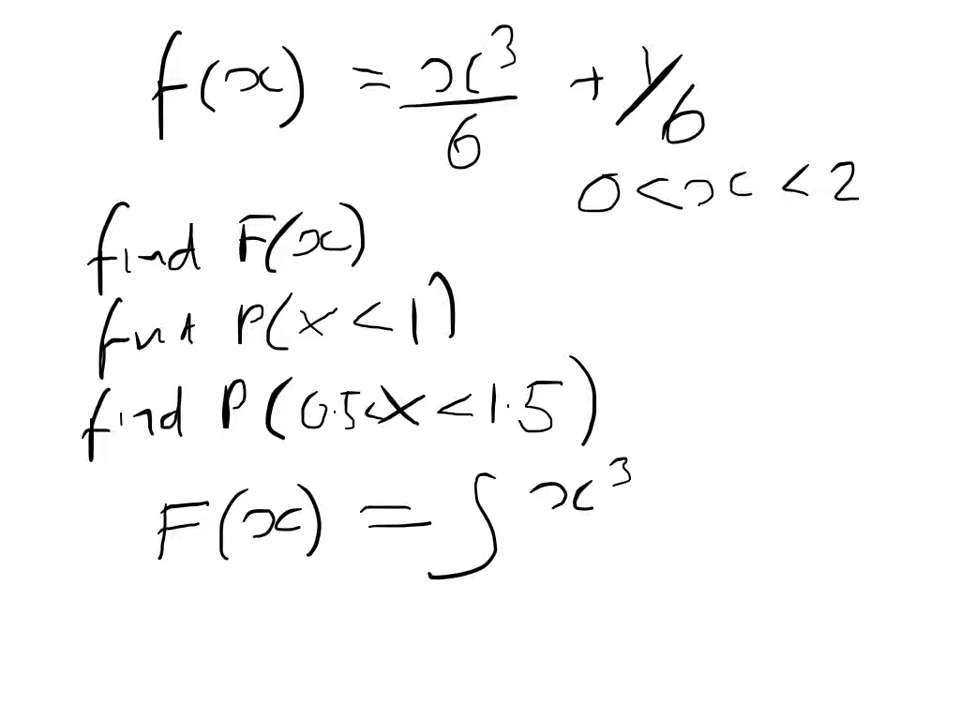 f(x) = x³/6 + 1/6
0<x<2
find F(x)
find P(x<1)
find P(0.5<x<1.5)
F(x) = ∫ x³